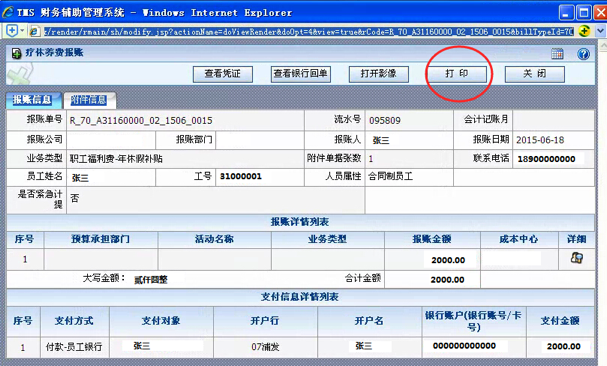 TMS 财务辅助管理系统 - Windows Internet Explorer
z/render/rmain/sh/modify.jsp?actionName=doViewRender&doOpt=4&view=true&rCode=R_70_A31160000_02_1506_0015&billTypeId=7
疗休养费报账
查看凭证 查看银行回单 打开影像 打 印 关 闭
报账信息 附件信息
报账单号 R_70_A31160000_02_1506_0015 流水号 095809 会计记账月
报账公司 报账部门 报账人 张三 报账日期 2015-06-18
业务类型 职工福利费-年休假补贴 附件单据张数 1 联系电话 18900000000
员工姓名 张三 工号 31000001 人员属性 合同制员工
是否紧急计提 否
报账详情列表
序号 预算承担部门 活动名称 业务类型 报账金额 成本中心 详细
1 2000.00
大写金额： 贰仟圆整 合计金额 2000.00
支付信息详情列表
序号 支付方式 支付对象 开户行 开户名 银行账户(银行账号/卡号) 支付金额
1 付款-员工银行 张三 07浦发 张三 000000000000 2000.00